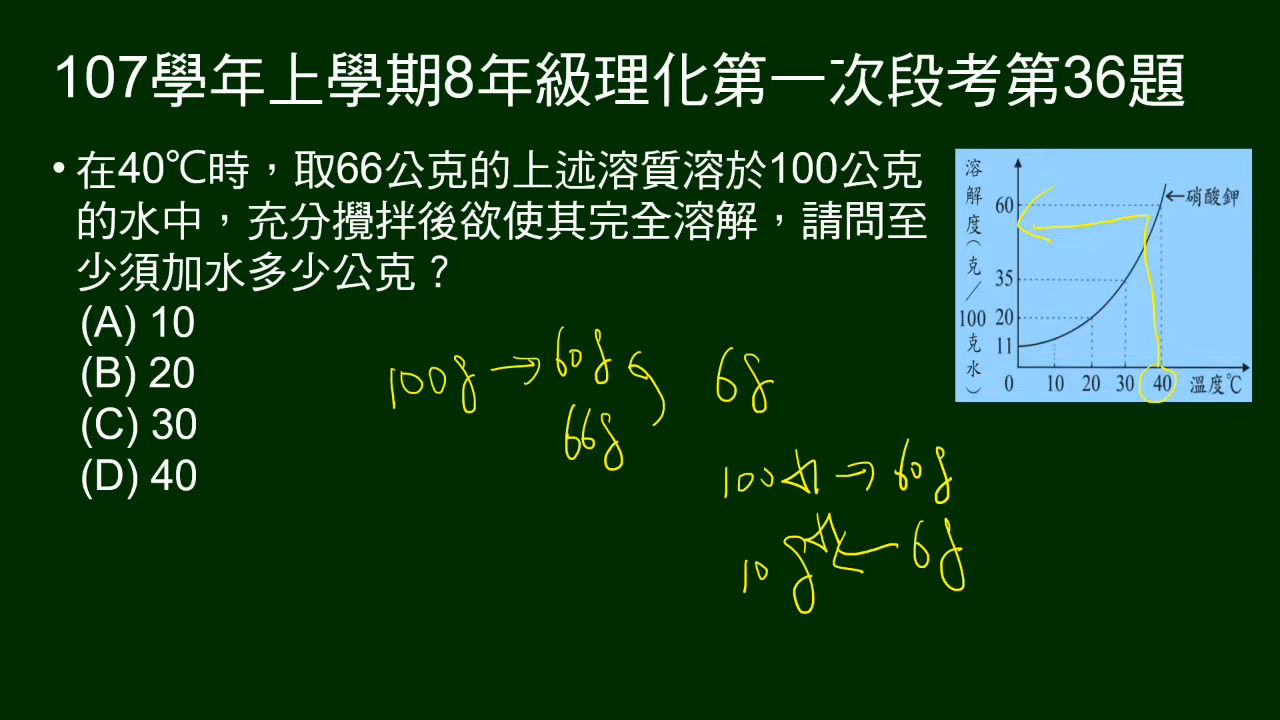 107學年上學期8年級理化第一次段考第36題
• 在40℃時，取66公克的上述溶質溶於100公克
的水中，充分攪拌後欲使其完全溶解，請問至
少須加水多少公克？
(A) 10
(B) 20
(C) 30
(D) 40
溶解度(克/100克水)
60
35
20
11
0
10 20 30 40 溫度℃
←硝酸鉀
100g → 60g
66g
6g
100水 → 60g
10g水 ← 6g